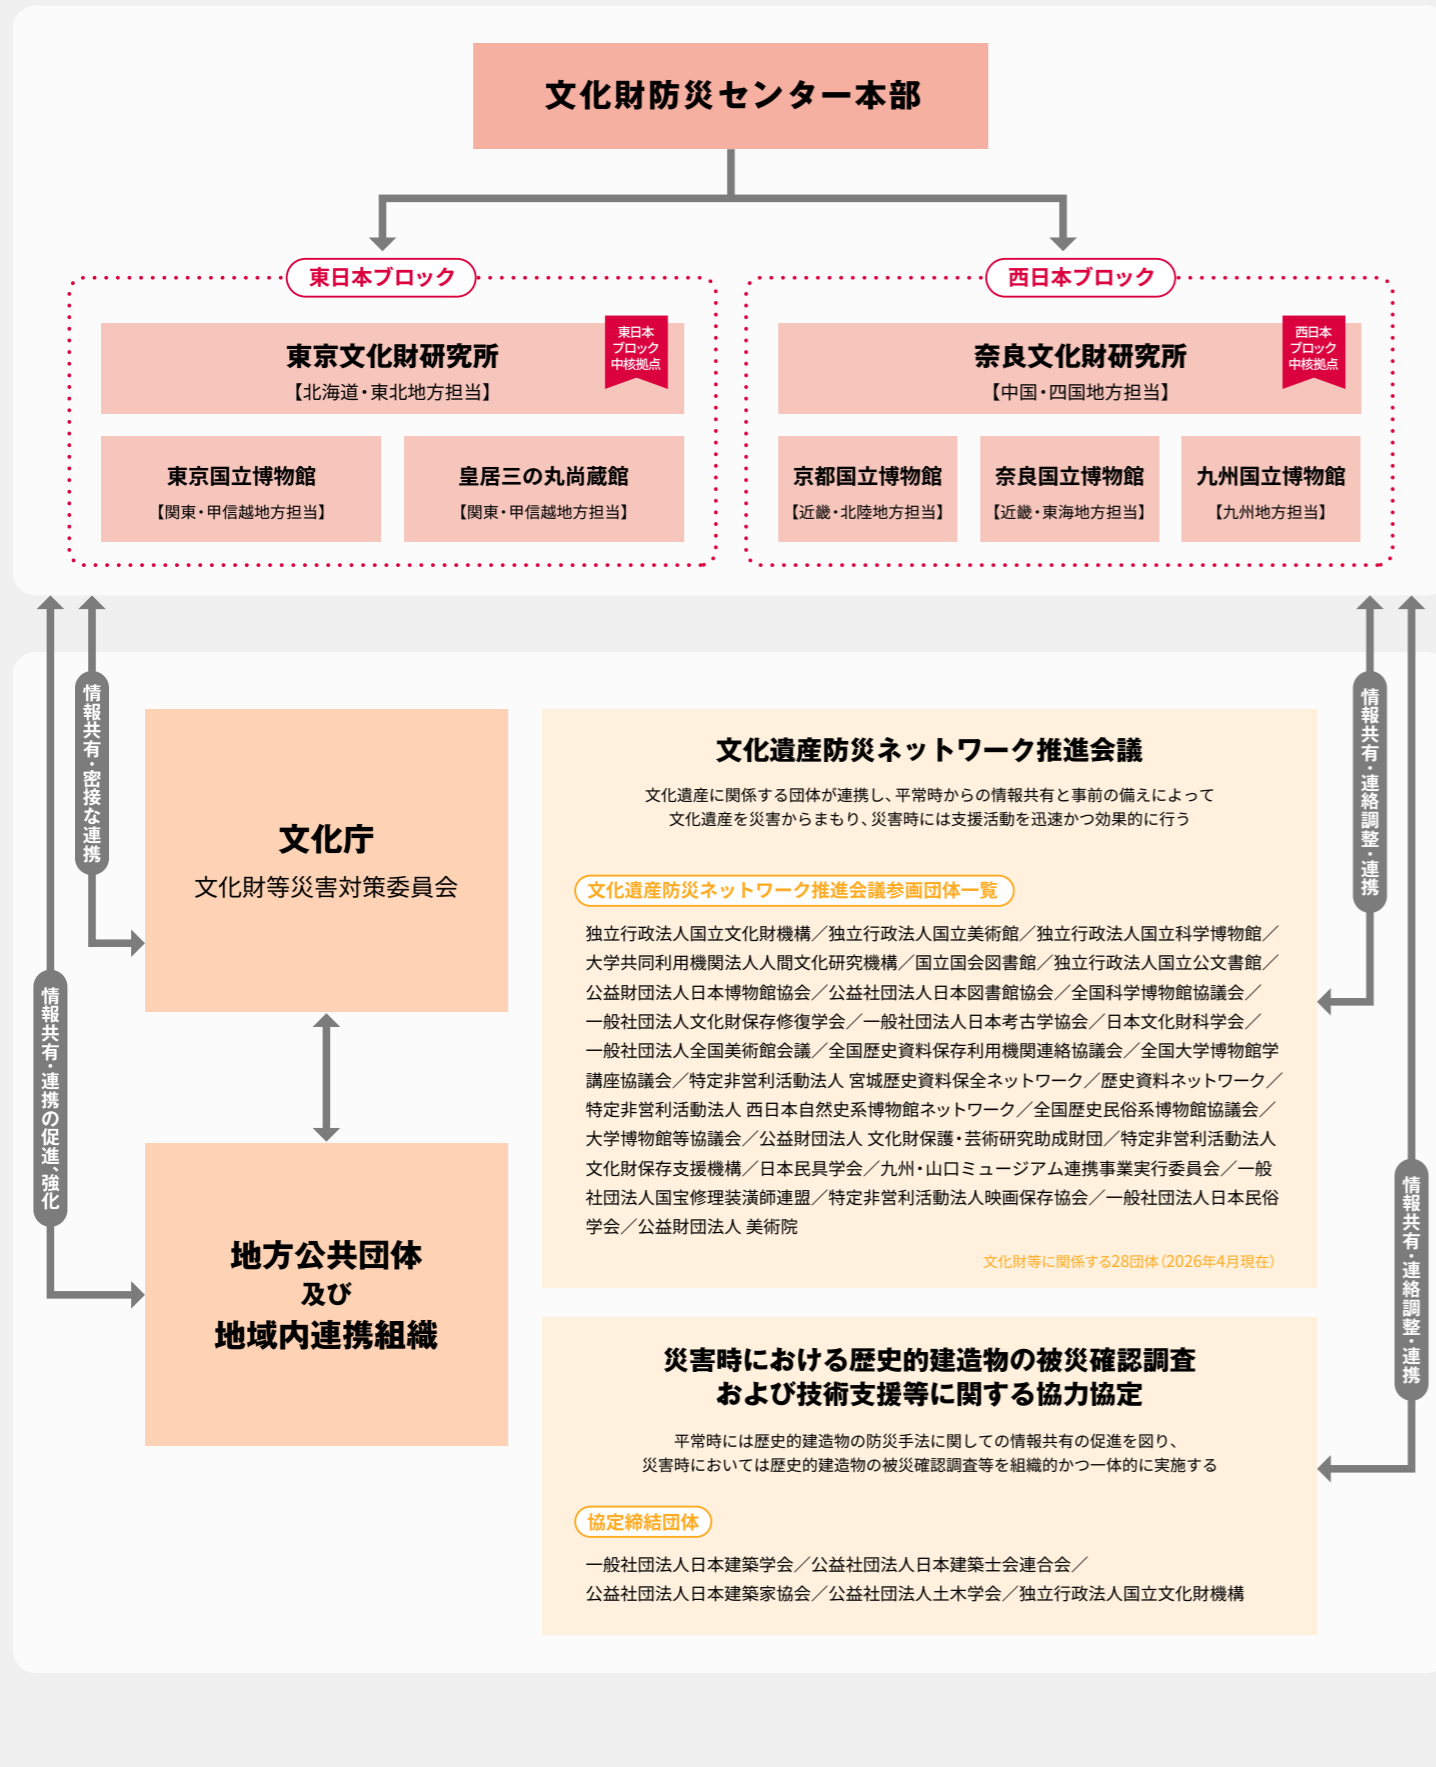 文化財防災センター本部
東日本ブロック
東京文化財研究所
【北海道・東北地方担当】
東日本
ブロック
中核拠点
東京国立博物館
【関東・甲信越地方担当】
皇居三の丸尚蔵館
【関東・甲信越地方担当】
西日本ブロック
奈良文化財研究所
【中国・四国地方担当】
西日本
ブロック
中核拠点
京都国立博物館
【近畿・北陸地方担当】
奈良国立博物館
【近畿・東海地方担当】
九州国立博物館
【九州地方担当】
情報共有・密接な連携
情報共有・連携の促進、強化
文化庁
文化財等災害対策委員会
地方公共団体
及び
地域内連携組織
文化遺産防災ネットワーク推進会議
文化遺産に関係する団体が連携し、平常時からの情報共有と事前の備えによって
文化遺産を災害からまもり、災害時には支援活動を迅速かつ効果的に行う
文化遺産防災ネットワーク推進会議参画団体一覧
独立行政法人国立文化財機構／独立行政法人国立美術館／独立行政法人国立科学博物館／
大学共同利用機関法人人間文化研究機構／国立国会図書館／独立行政法人国立公文書館／
公益財団法人日本博物館協会／公益社団法人日本図書館協会／全国科学博物館協議会／
一般社団法人文化財保存修復学会／一般社団法人日本考古学協会／日本文化財科学会／
一般社団法人全国美術館会議／全国歴史資料保存利用機関連絡協議会／全国大学博物館学
講座協議会／特定非営利活動法人 宮城歴史資料保全ネットワーク／歴史資料ネットワーク／
特定非営利活動法人 西日本自然史系博物館ネットワーク／全国歴史民俗系博物館協議会／
大学博物館等協議会／公益財団法人 文化財保護・芸術研究助成財団／特定非営利活動法人
文化財保存支援機構／日本民具学会／九州・山口ミュージアム連携事業実行委員会／一般
社団法人国宝修理装潢師連盟／特定非営利活動法人映画保存協会／一般社団法人日本民俗
学会／公益財団法人 美術院
文化財等に関係する28団体（2026年4月現在）
災害時における歴史的建造物の被災確認調査
および技術支援等に関する協力協定
平常時には歴史的建造物の防災手法に関しての情報共有の促進を図り、
災害時においては歴史的建造物の被災確認調査等を組織的かつ一体的に実施する
協定締結団体
一般社団法人日本建築学会／公益社団法人日本建築士会連合会／
公益社団法人日本建築家協会／公益社団法人土木学会／独立行政法人国立文化財機構
情報共有・連絡調整・連携
情報共有・連絡調整・連携